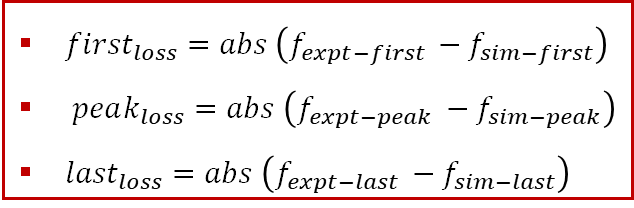 ▪ first_loss = abs (f_expt−first − f_sim−first)
▪ peak_loss = abs (f_expt−peak − f_sim−peak)
▪ last_loss = abs (f_expt−last − f_sim−last)